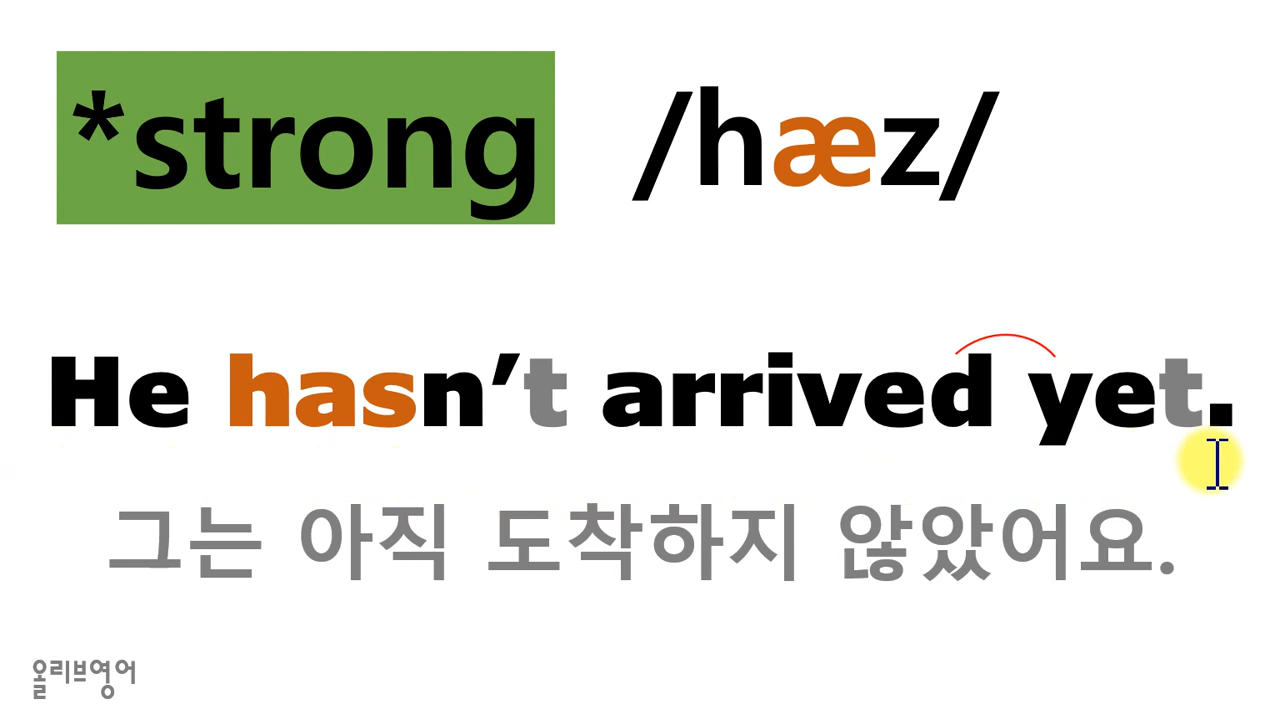 *strong /hæz/
He hasn’t arrived yet.
그는 아직 도착하지 않았어요.
올리브영어